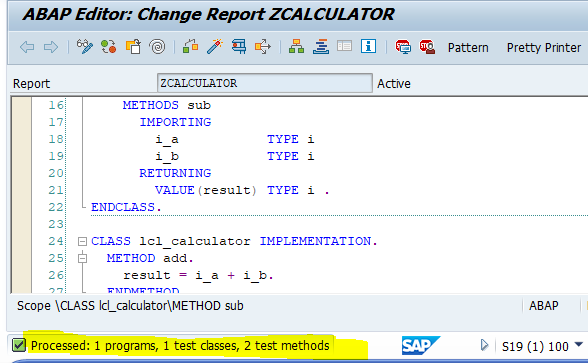 ABAP Editor: Change Report ZCALCULATOR
Pattern Pretty Printer
Report ZCALCULATOR Active
16 METHODS sub
17 IMPORTING
18 i_a TYPE i
19 i_b TYPE i
20 RETURNING
21 VALUE(result) TYPE i .
22 ENDCLASS.
23
24 CLASS lcl_calculator IMPLEMENTATION.
25 METHOD add.
26 result = i_a + i_b.
27 ENDMETHOD
Scope \CLASS lcl_calculator\METHOD sub ABAP
Processed: 1 programs, 1 test classes, 2 test methods SAP S19 (1) 100